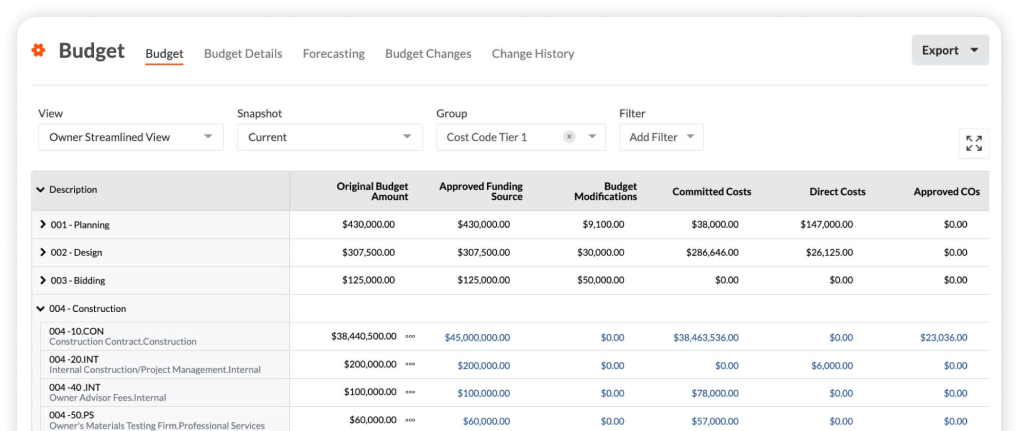 Budget Budget Budget Details Forecasting Budget Changes Change History Export
View Snapshot Group Filter
Owner Streamlined View Current Cost Code Tier 1 Add Filter
Description Original Budget Amount Approved Funding Source Budget Modifications Committed Costs Direct Costs Approved COs
001 - Planning $430,000.00 $430,000.00 $9,100.00 $38,000.00 $147,000.00 $0.00
002 - Design $307,500.00 $307,500.00 $30,000.00 $286,646.00 $26,125.00 $0.00
003 - Bidding $125,000.00 $125,000.00 $50,000.00 $0.00 $0.00 $0.00
004 - Construction
004 -10.CON $38,440,500.00 $45,000,000.00 $0.00 $38,463,536.00 $0.00 $23,036.00
Construction Contract.Construction
004 -20.INT $200,000.00 $200,000.00 $0.00 $0.00 $6,000.00 $0.00
Internal Construction/Project Management.Internal
004 -40 .INT $100,000.00 $100,000.00 $0.00 $78,000.00 $0.00 $0.00
Owner Advisor Fees.Internal
004 -50.PS $60,000.00 $60,000.00 $0.00 $57,000.00 $0.00 $0.00
Owner's Materials Testing Firm.Professional Services